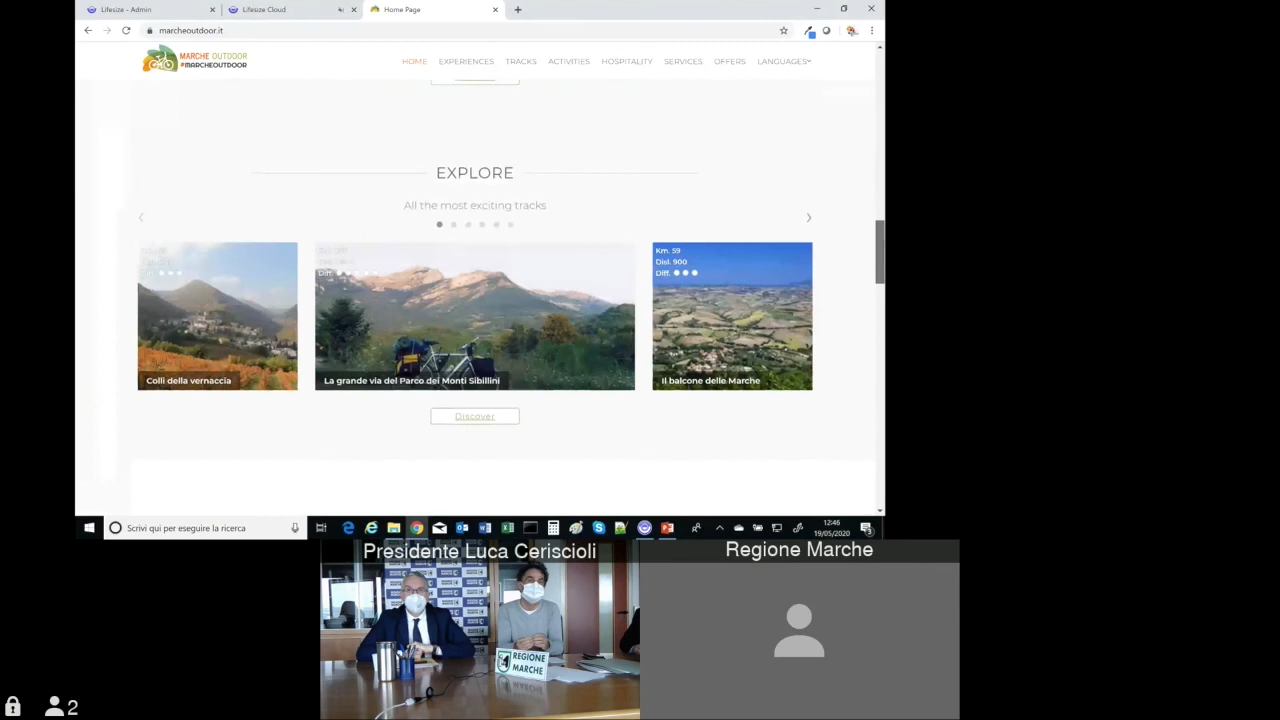 Lifesize - Admin
Lifesize Cloud
Home Page
marcheoutdoor.it
MARCHE OUTDOOR
#MARCHEOUTDOOR
HOME EXPERIENCES TRACKS ACTIVITIES HOSPITALITY SERVICES OFFERS LANGUAGES
EXPLORE
All the most exciting tracks
Diff.
Km. 59
Disl. 900
Diff.
Colli della vernaccia
La grande via del Parco dei Monti Sibillini
Il balcone delle Marche
Discover
Scrivi qui per eseguire la ricerca
12:46
19/05/2020
Presidente Luca Ceriscioli
Regione Marche
REGIONE
MARCHE
2